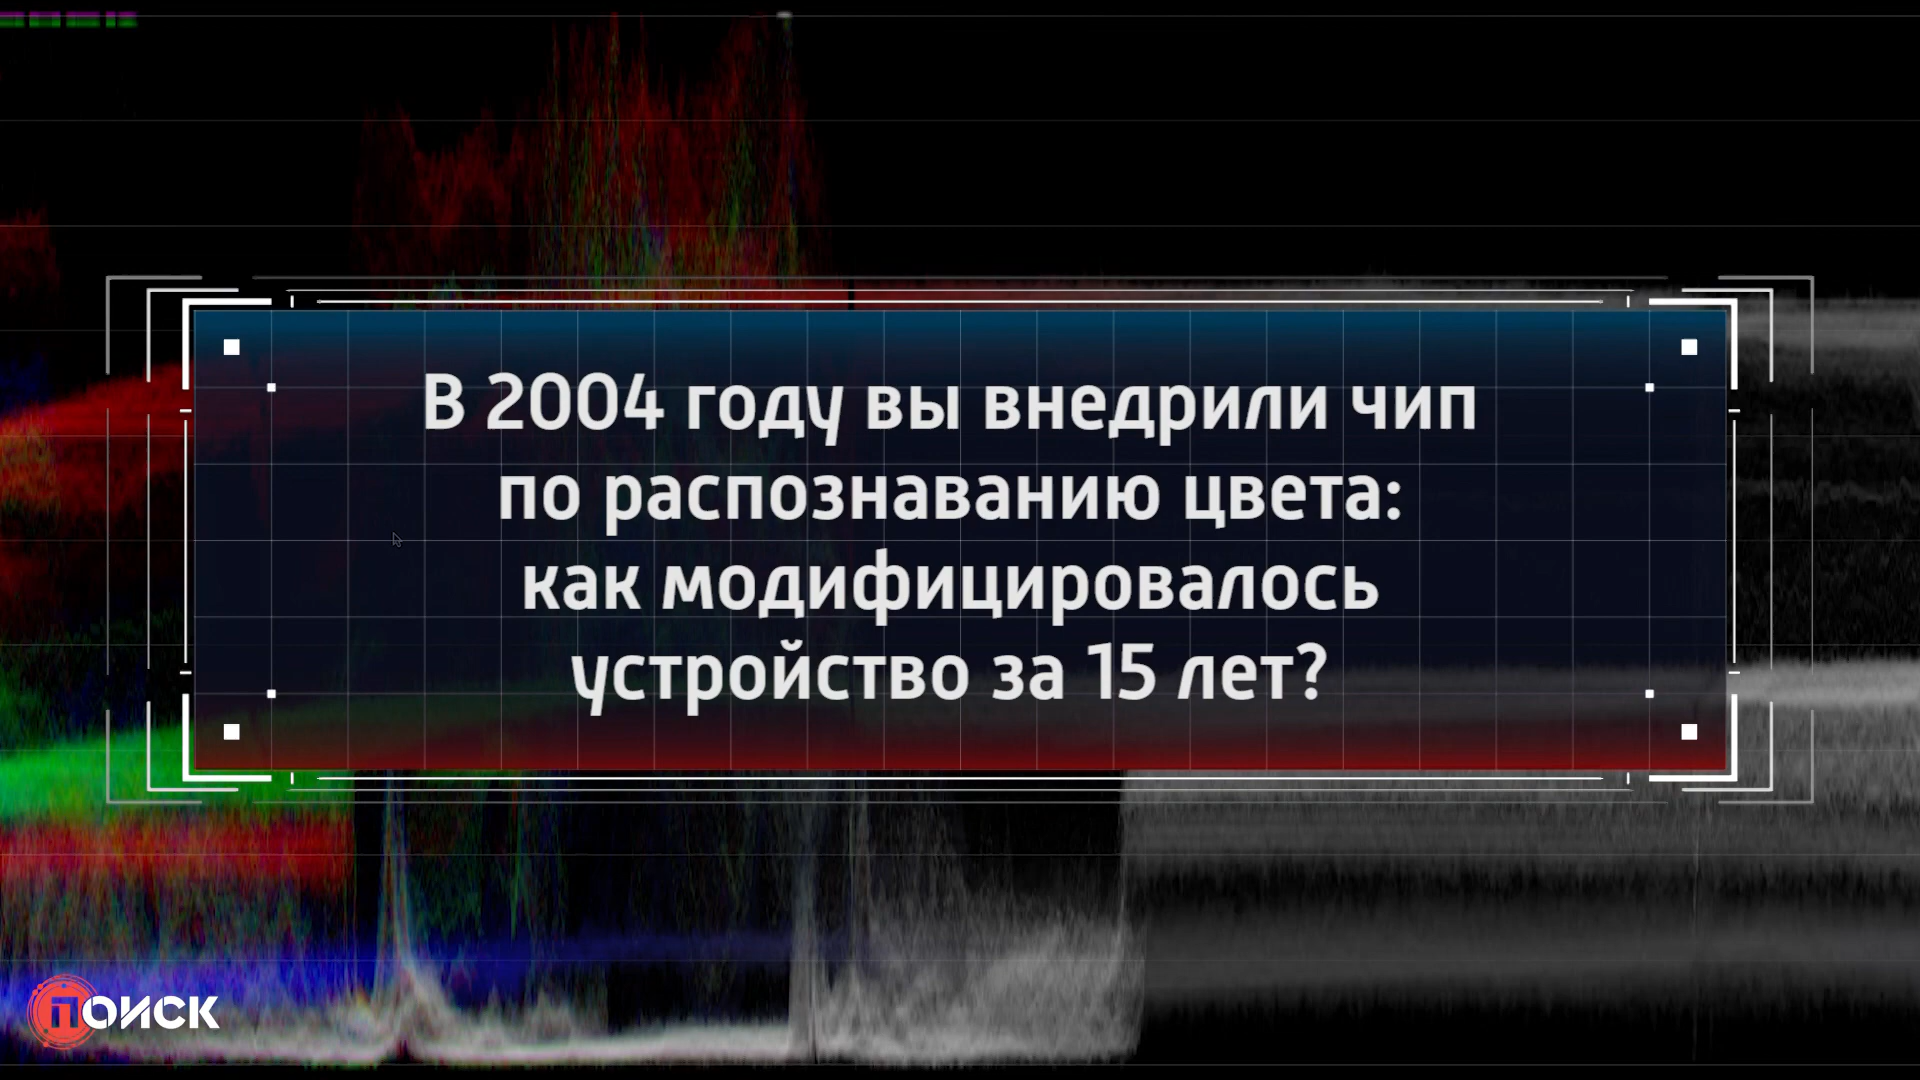 В 2004 году вы внедрили чип
по распознаванию цвета:
как модифицировалось
устройство за 15 лет?
ПОИСК